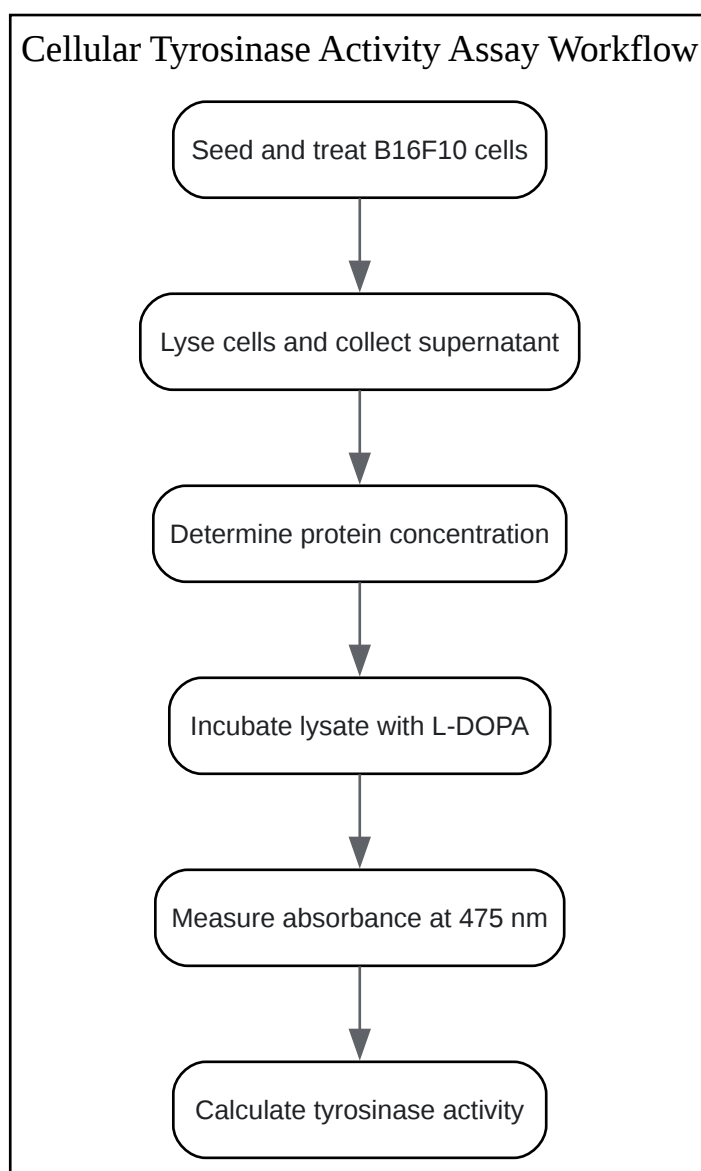 Cellular Tyrosinase Activity Assay Workflow
Seed and treat B16F10 cells
Lyse cells and collect supernatant
Determine protein concentration
Incubate lysate with L-DOPA
Measure absorbance at 475 nm
Calculate tyrosinase activity